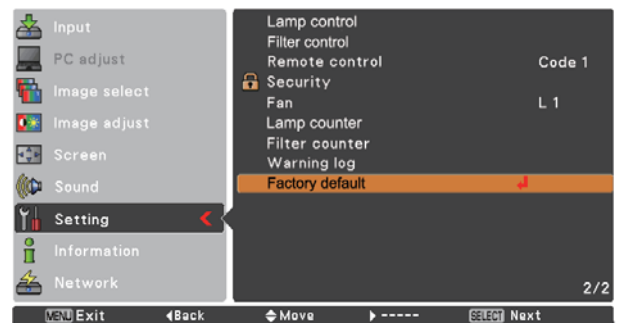 Input
PC adjust
Image select
Image adjust
Screen
Sound
Setting
Information
Network
Lamp control
Filter control
Remote control Code 1
Security
Fan L 1
Lamp counter
Filter counter
Warning log
Factory default
2/2
MENU Exit Back Move ----- SELECT Next